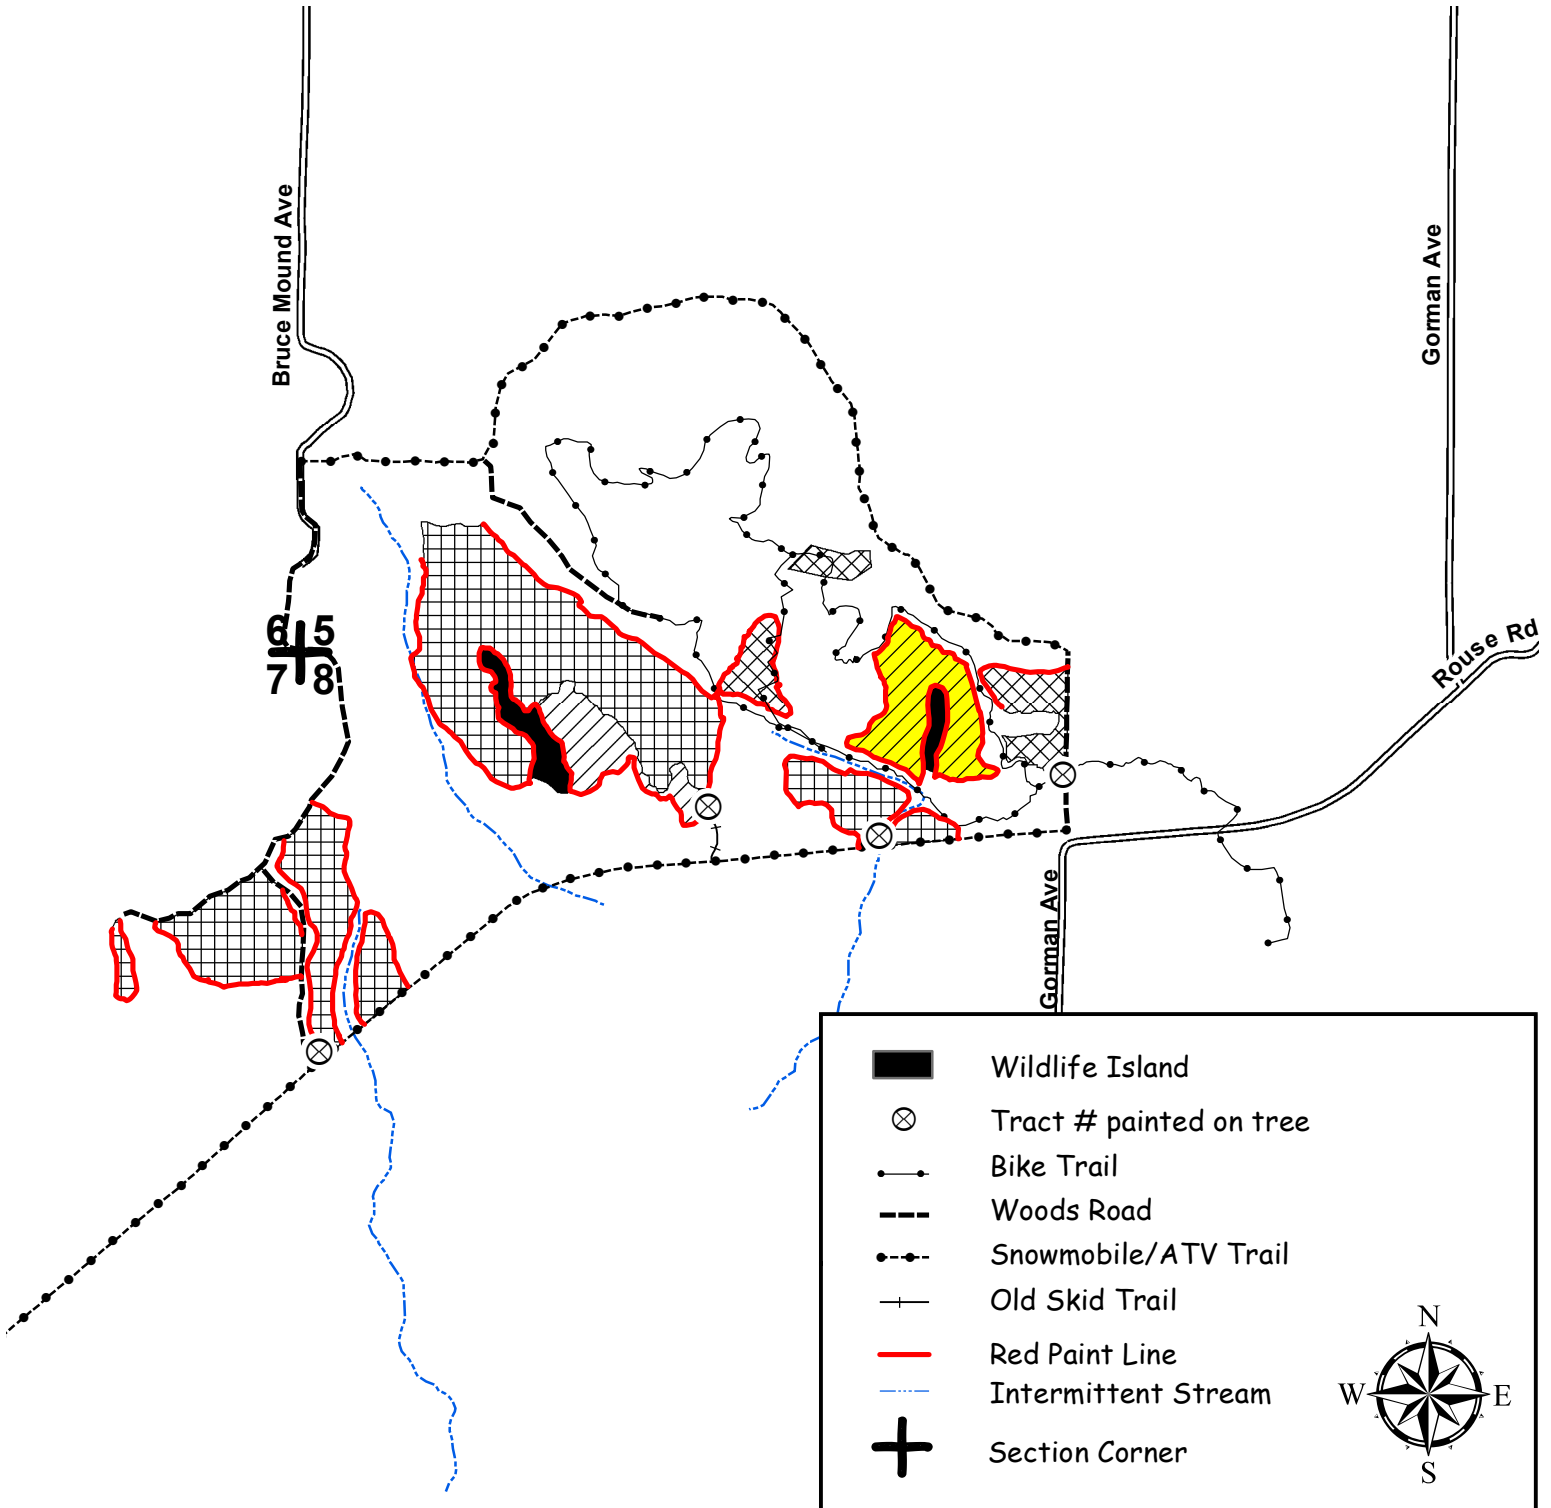 Bruce Mound Ave
Gorman Ave
Rouse Rd
6 5
7 8
Gorman Ave
Wildlife Island
Tract # painted on tree
Bike Trail
Woods Road
Snowmobile/ATV Trail
Old Skid Trail
Red Paint Line
Intermittent Stream
Section Corner
N
W E
S